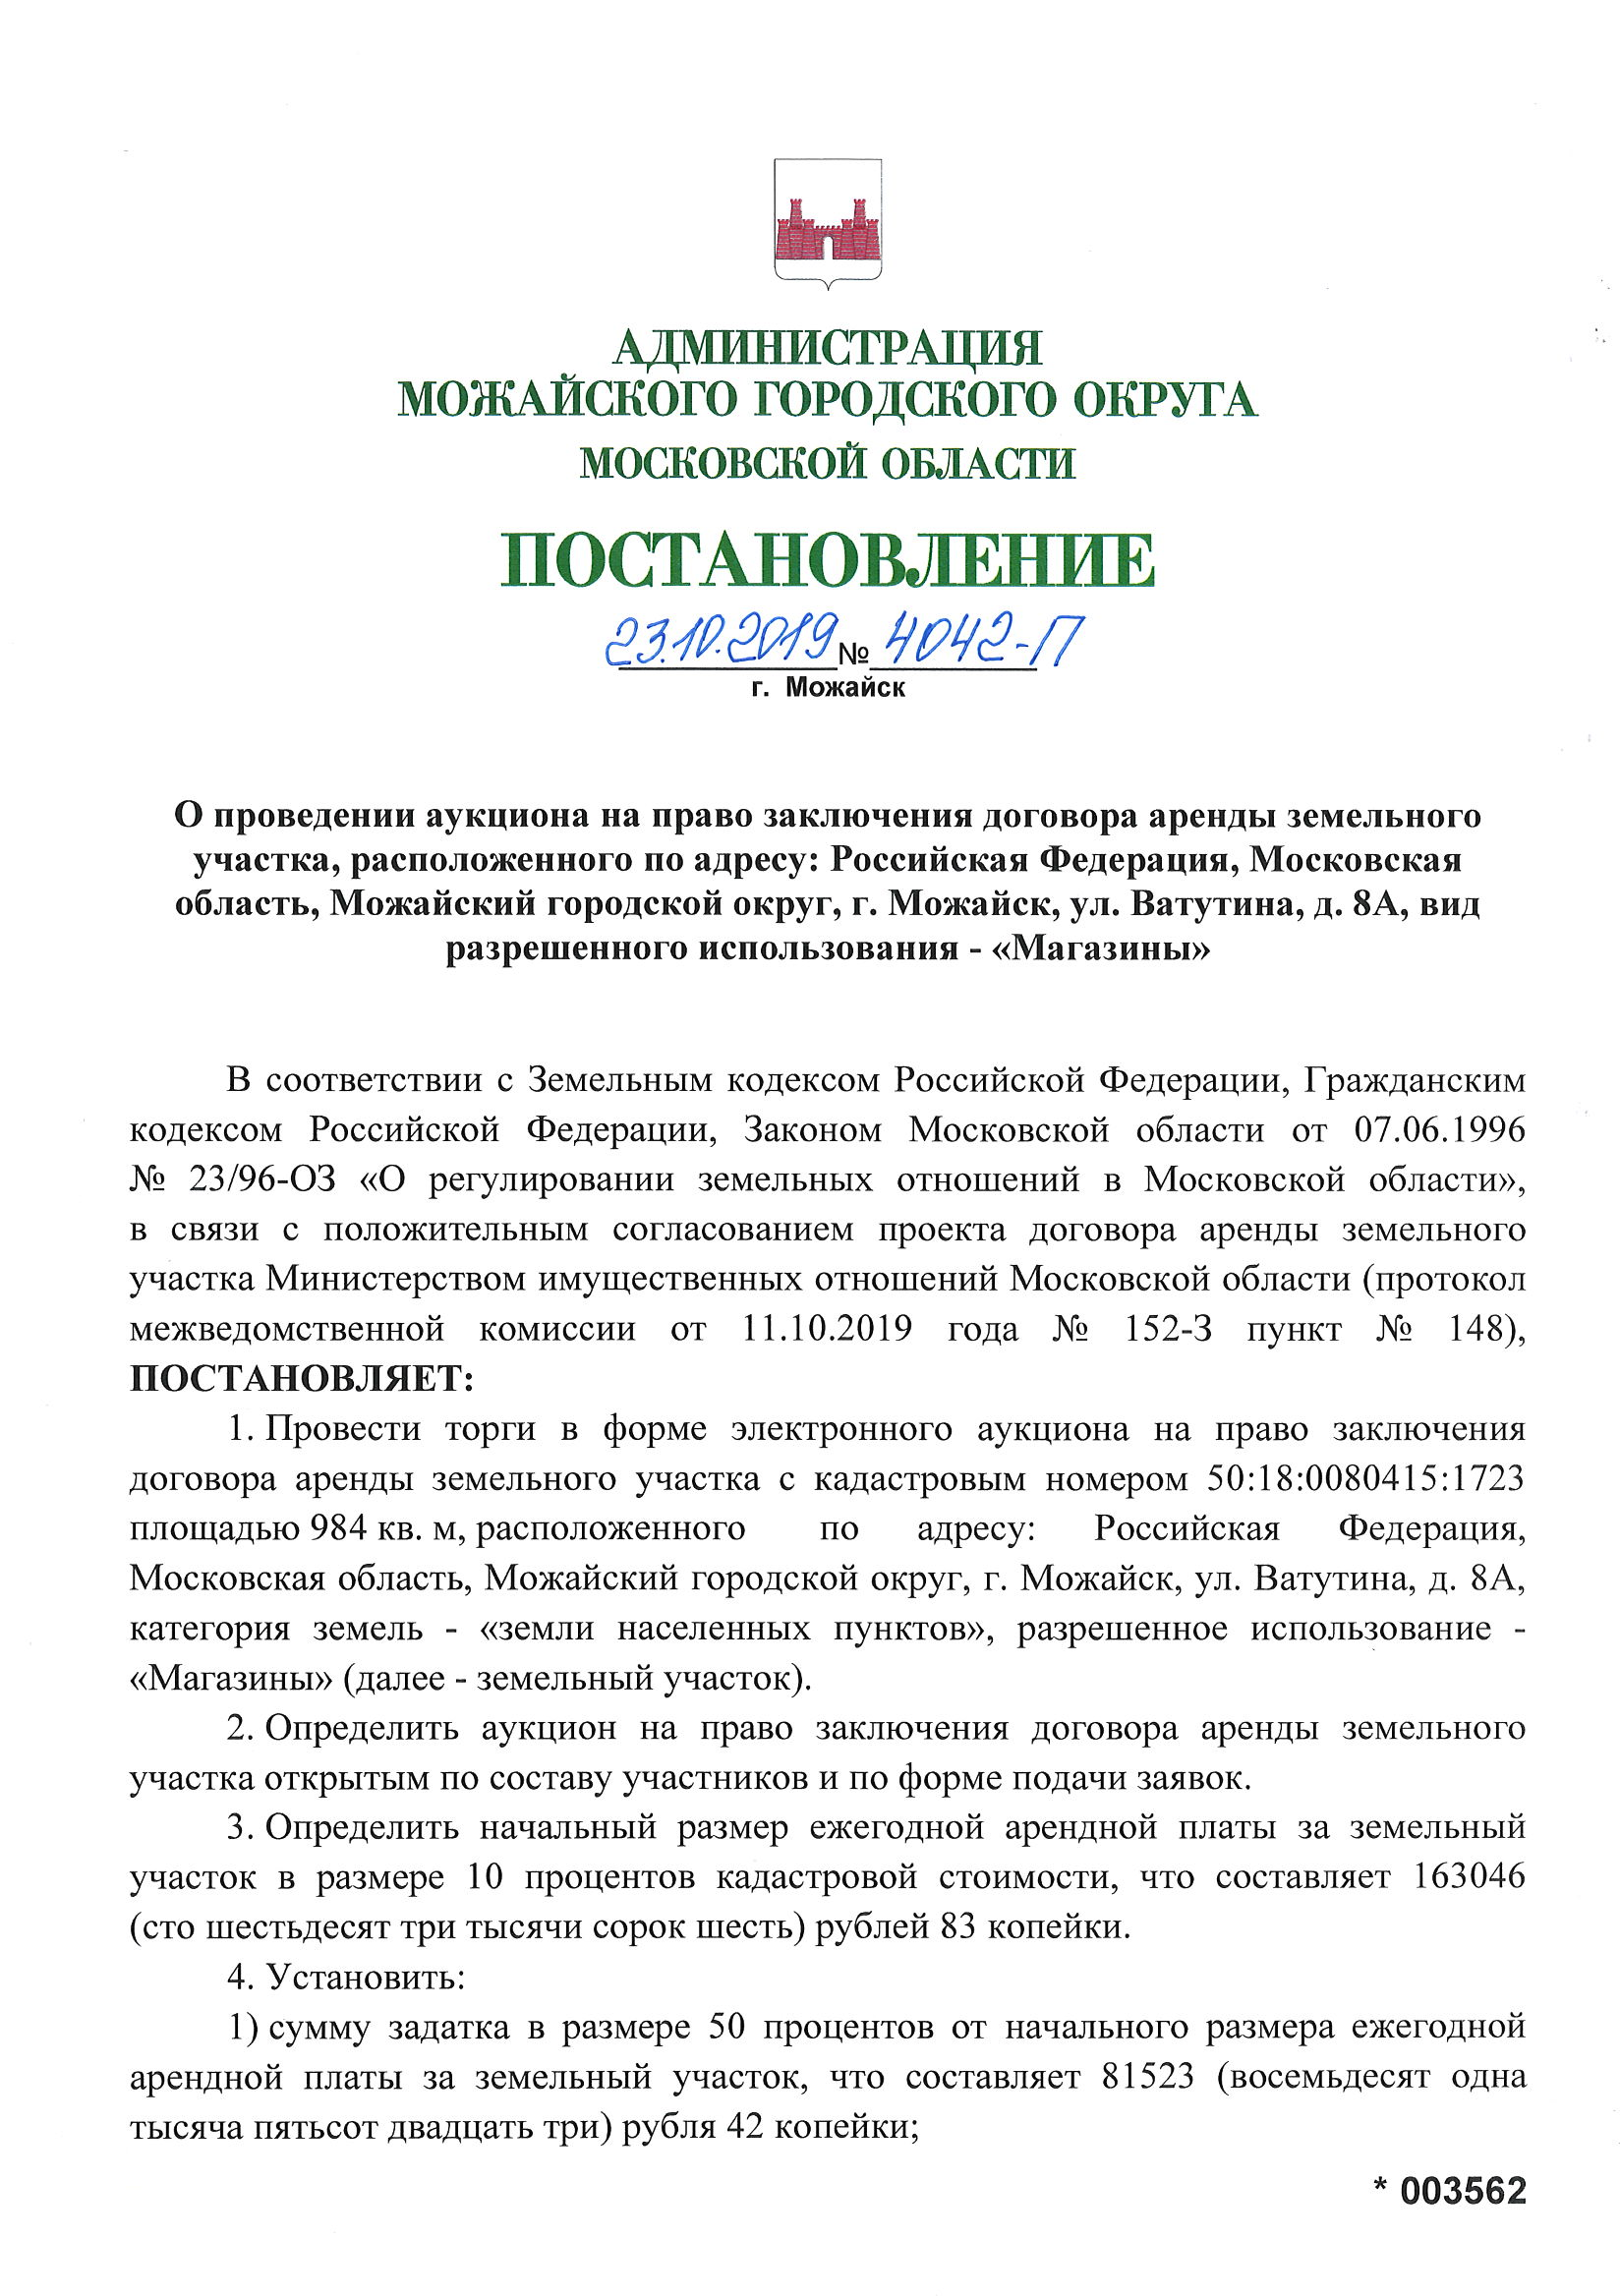 АДМИНИСТРАЦИЯ
МОЖАЙСКОГО ГОРОДСКОГО ОКРУГА
МОСКОВСКОЙ ОБЛАСТИ
ПОСТАНОВЛЕНИЕ
23.10.2019 № 4042-П
г. Можайск
О проведении аукциона на право заключения договора аренды земельного
участка, расположенного по адресу: Российская Федерация, Московская
область, Можайский городской округ, г. Можайск, ул. Ватутина, д. 8А, вид
разрешенного использования - «Магазины»
В соответствии с Земельным кодексом Российской Федерации, Гражданским
кодексом Российской Федерации, Законом Московской области от 07.06.1996
№ 23/96-ОЗ «О регулировании земельных отношений в Московской области»,
в связи с положительным согласованием проекта договора аренды земельного
участка Министерством имущественных отношений Московской области (протокол
межведомственной комиссии от 11.10.2019 года № 152-З пункт № 148),
ПОСТАНОВЛЯЕТ:
1. Провести торги в форме электронного аукциона на право заключения
договора аренды земельного участка с кадастровым номером 50:18:0080415:1723
площадью 984 кв. м, расположенного по адресу: Российская Федерация,
Московская область, Можайский городской округ, г. Можайск, ул. Ватутина, д. 8А,
категория земель - «земли населенных пунктов», разрешенное использование -
«Магазины» (далее - земельный участок).
2. Определить аукцион на право заключения договора аренды земельного
участка открытым по составу участников и по форме подачи заявок.
3. Определить начальный размер ежегодной арендной платы за земельный
участок в размере 10 процентов кадастровой стоимости, что составляет 163046
(сто шестьдесят три тысячи сорок шесть) рублей 83 копейки.
4. Установить:
1) сумму задатка в размере 50 процентов от начального размера ежегодной
арендной платы за земельный участок, что составляет 81523 (восемьдесят одна
тысяча пятьсот двадцать три) рубля 42 копейки;
* 003562